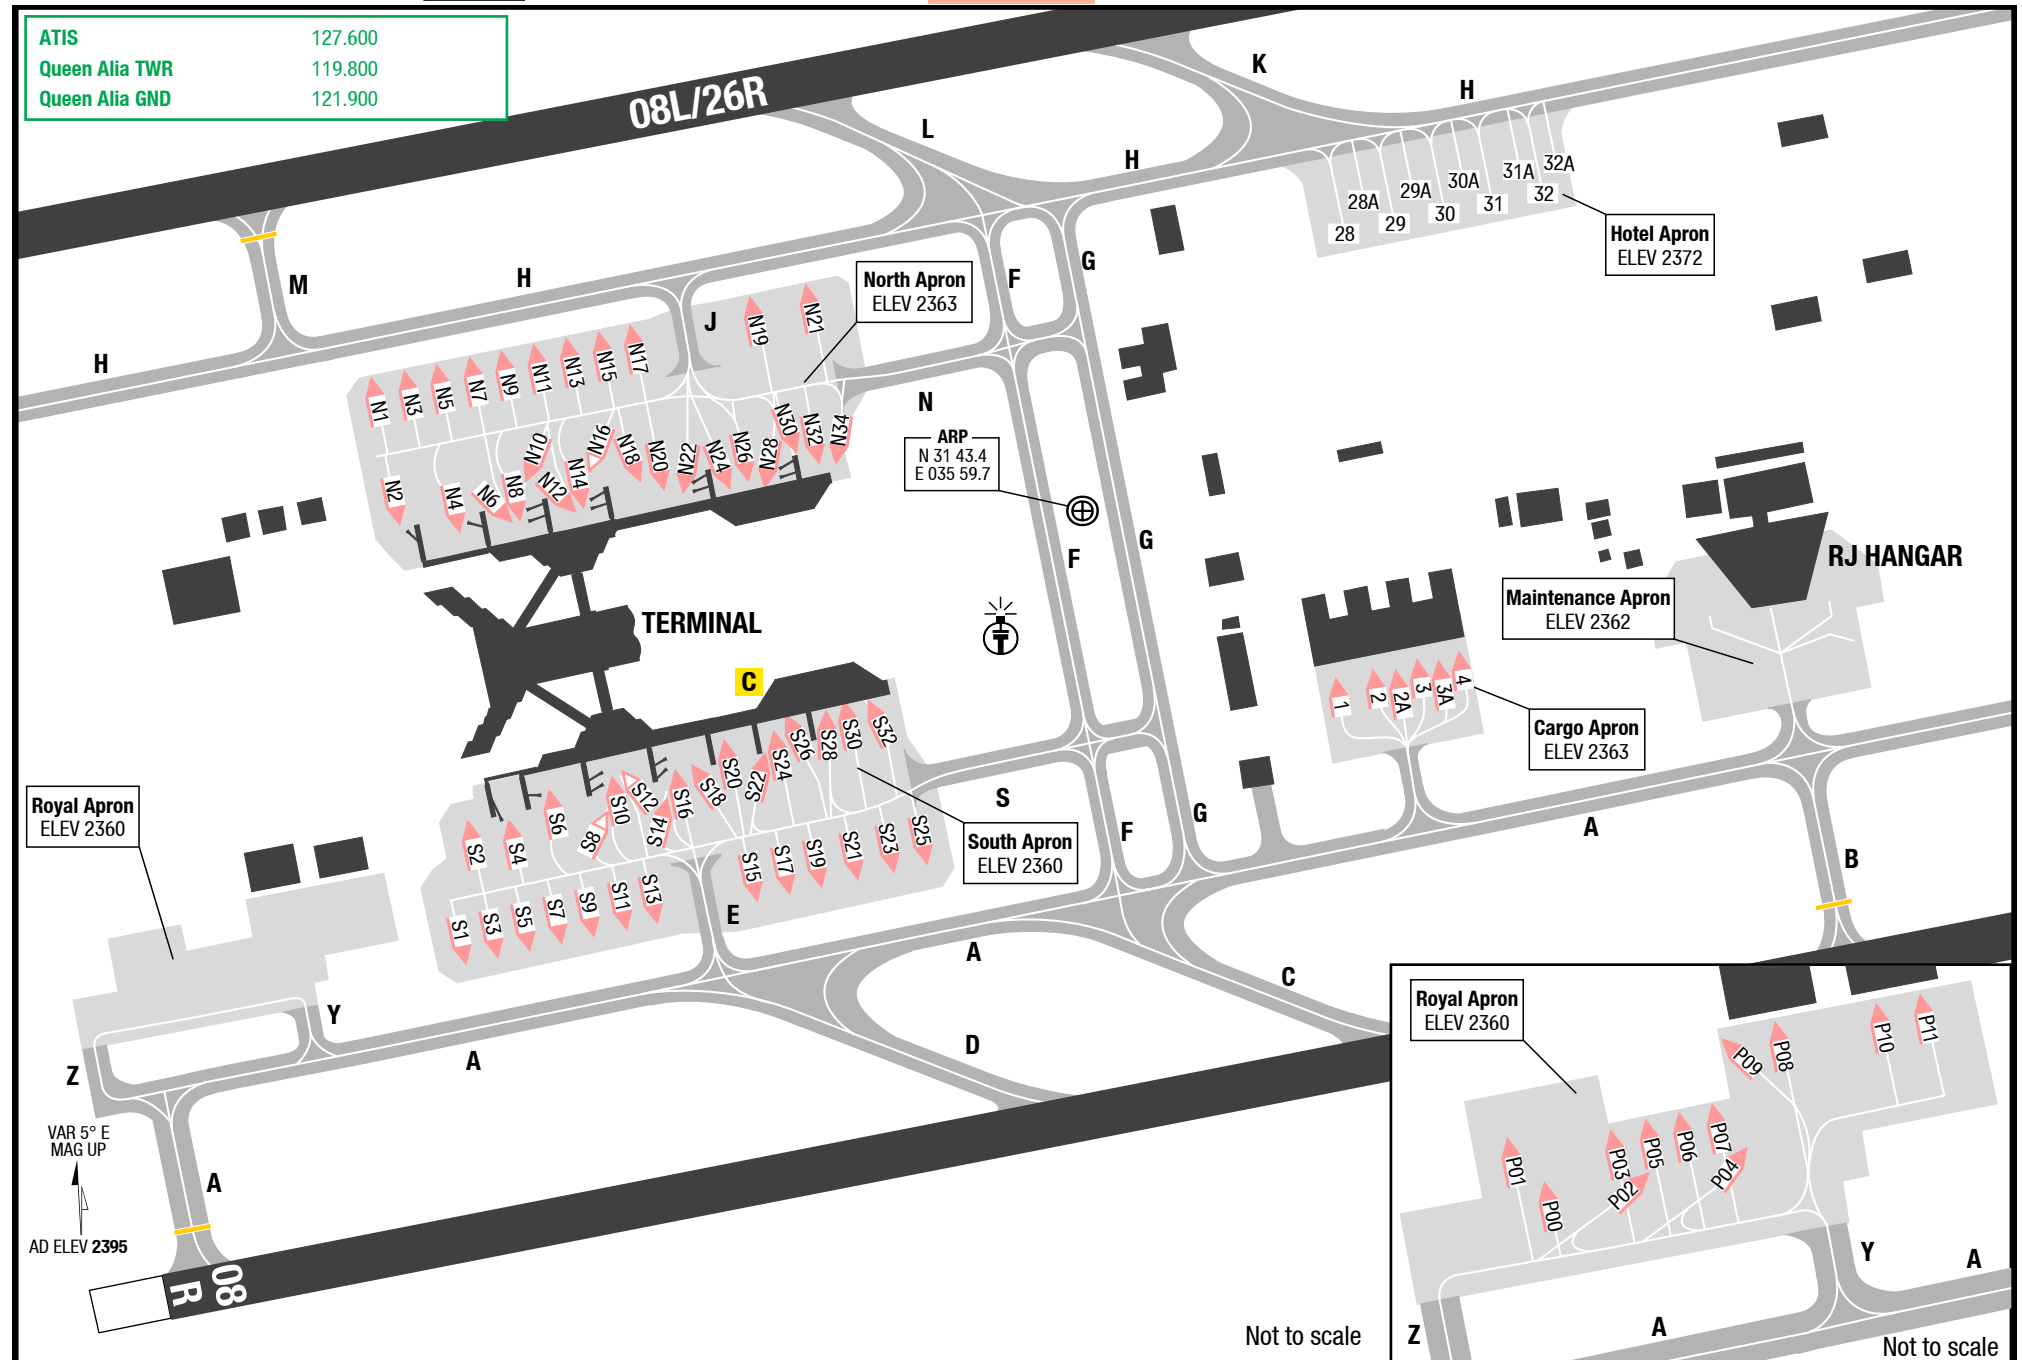 ATIS 127.600
Queen Alia TWR 119.800
Queen Alia GND 121.900
08L/26R
K
H
L
H
28
28A
29
29A
30
30A
31
31A
32
32A
Hotel Apron
ELEV 2372
M
H
H
J
F
G
North Apron
ELEV 2363
N1
N3
N5
N7
N9
N11
N13
N15
N17
N19
N21
N2
N4
N6
N8
N10
N12
N14
N16
N18
N20
N22
N24
N26
N28
N30
N32
N34
N
ARP
N 31 43.4
E 035 59.7
F
G
RJ HANGAR
Maintenance Apron
ELEV 2362
TERMINAL
C
1
2
2A
3
3A
4
Cargo Apron
ELEV 2363
S2
S4
S6
S8
S10
S12
S14
S16
S18
S20
S22
S24
S26
S28
S30
S32
S1
S3
S5
S7
S9
S11
S13
S15
S17
S19
S21
S23
S25
S
F
G
A
B
South Apron
ELEV 2360
Royal Apron
ELEV 2360
E
A
C
D
Y
A
Z
A
VAR 5° E
MAG UP
AD ELEV 2395
08
R
Not to scale
Royal Apron
ELEV 2360
P09
P08
P10
P11
P01
P00
P03
P02
P05
P06
P07
P04
Y
A
Z
A
Not to scale